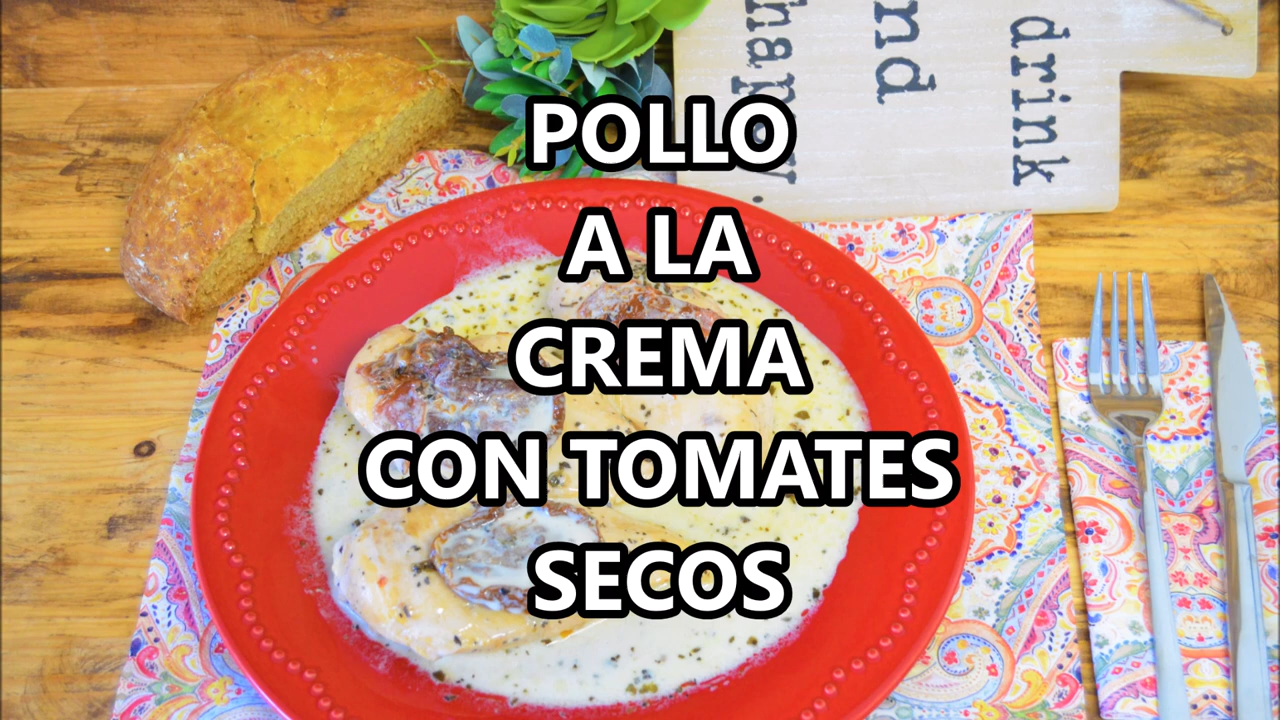 POLLO
A LA
CREMA
CON TOMATES
SECOS
drink
nd